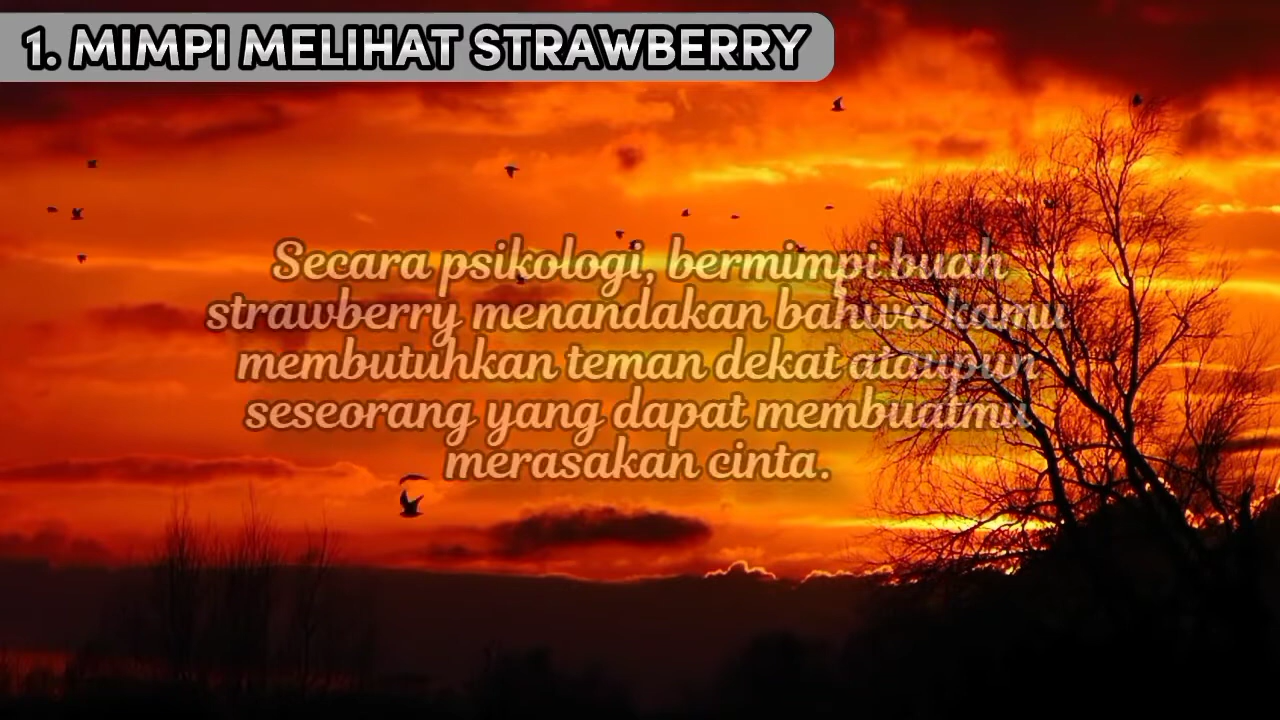 1. MIMPI MELIHAT STRAWBERRY
Secara psikologi, bermimpi buah
strawberry menandakan bahwa kamu
membutuhkan teman dekat ataupun
seseorang yang dapat membuatmu
merasakan cinta.